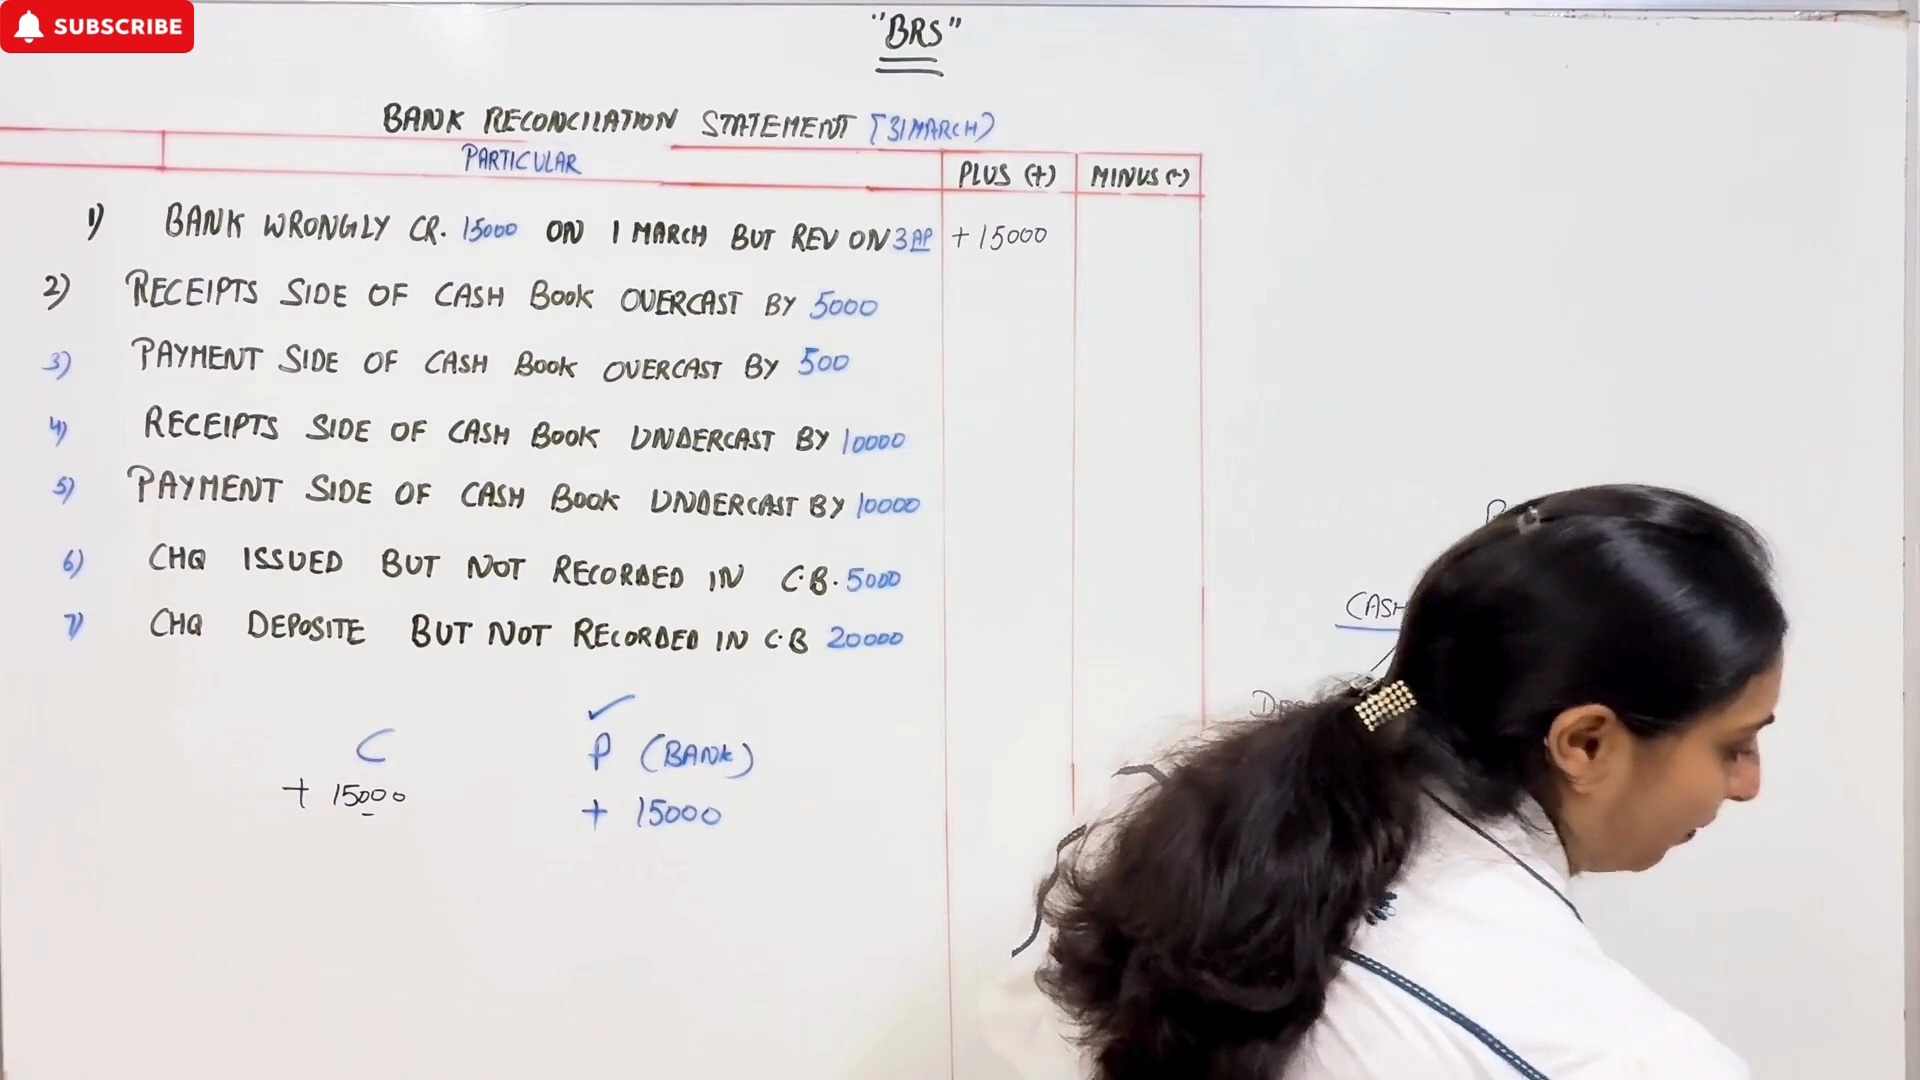 SUBSCRIBE
"BRS"
BANK RECONCILATION STATEMENT [31 MARCH)
PARTICULAR
PLUS (+)
MINUS (-)
1) BANK WRONGLY CR. 15000 ON 1 MARCH BUT REV ON 3 AP + 15000
2) RECEIPTS SIDE OF CASH BOOK OVERCAST BY 5000
3) PAYMENT SIDE OF CASH BOOK OVERCAST BY 500
4) RECEIPTS SIDE OF CASH BOOK UNDERCAST BY 10000
5) PAYMENT SIDE OF CASH BOOK UNDERCAST BY 10000
6) CHQ ISSUED BUT NOT RECORDED IN C.B. 5000
7) CHQ DEPOSITE BUT NOT RECORDED IN C.B 20000
C P (BANK)
+ 15000 + 15000
CASH